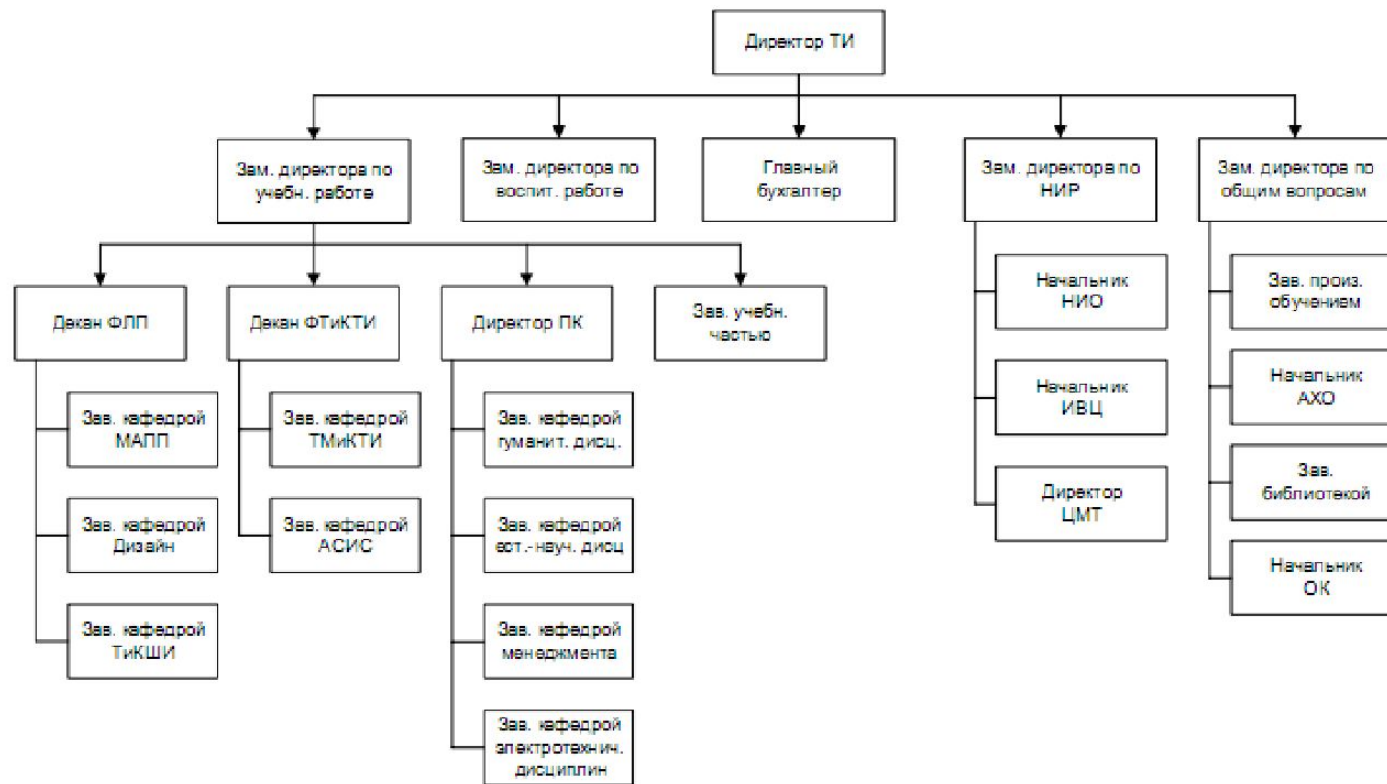 Директор ТИ
Зам. директора по
учебн. работе
Зам. директора по
воспит. работе
Главный
бухгалтер
Зам. директора по
НИР
Зам. директора по
общим вопросам
Декан ФЛП
Декан ФТиКТИ
Директор ПК
Зав. учебн.
частью
Начальник
НИО
Зав. произ.
обучением
Зав. кафедрой
МАПП
Зав. кафедрой
ТМиКТИ
Зав. кафедрой
гуманит. дисц.
Начальник
ИВЦ
Начальник
АХО
Зав. кафедрой
Дизайн
Зав. кафедрой
АСИС
Зав. кафедрой
ест.-науч. дисц
Директор
ЦМТ
Зав.
библиотекой
Начальник
ОК
Зав. кафедрой
ТиКШИ
Зав. кафедрой
менеджмента
Зав. кафедрой
электротехнич.
дисциплин